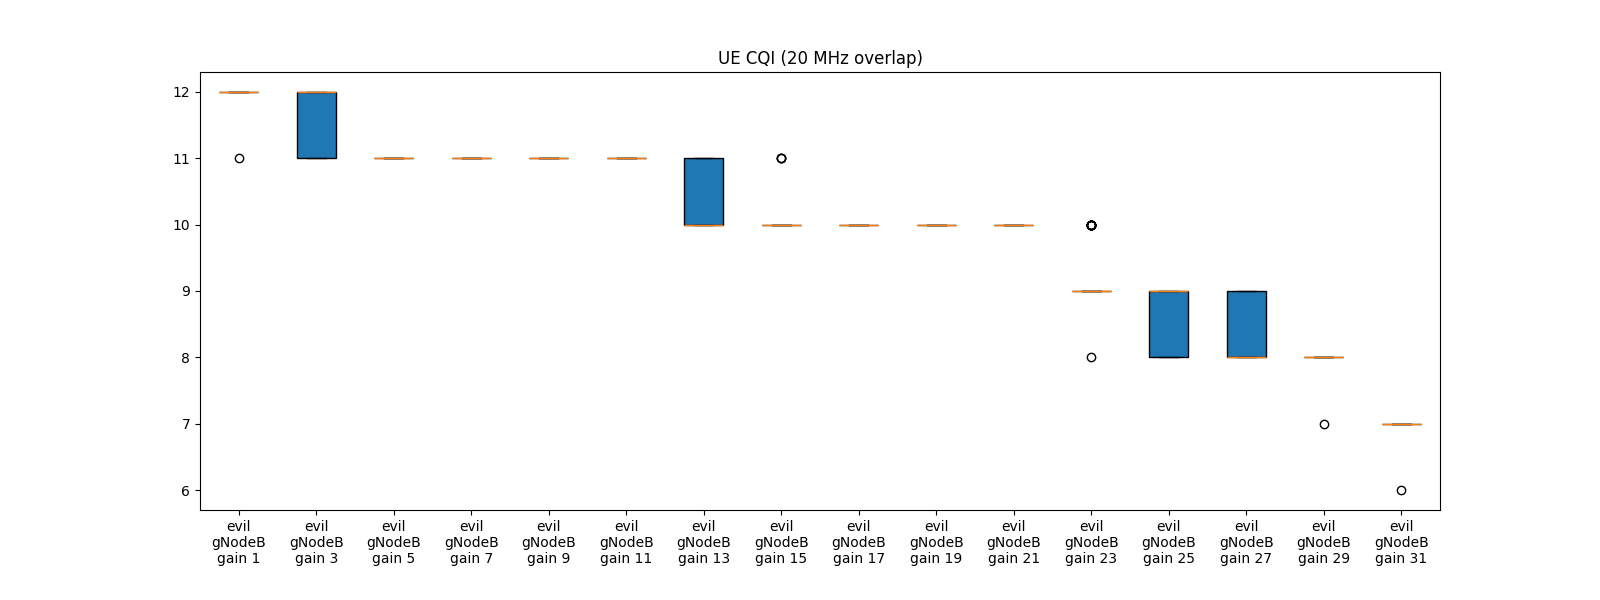 UE CQI (20 MHz overlap)
12
11
10
9
8
7
6
evil
gNodeB
gain 1
evil
gNodeB
gain 3
evil
gNodeB
gain 5
evil
gNodeB
gain 7
evil
gNodeB
gain 9
evil
gNodeB
gain 11
evil
gNodeB
gain 13
evil
gNodeB
gain 15
evil
gNodeB
gain 17
evil
gNodeB
gain 19
evil
gNodeB
gain 21
evil
gNodeB
gain 23
evil
gNodeB
gain 25
evil
gNodeB
gain 27
evil
gNodeB
gain 29
evil
gNodeB
gain 31